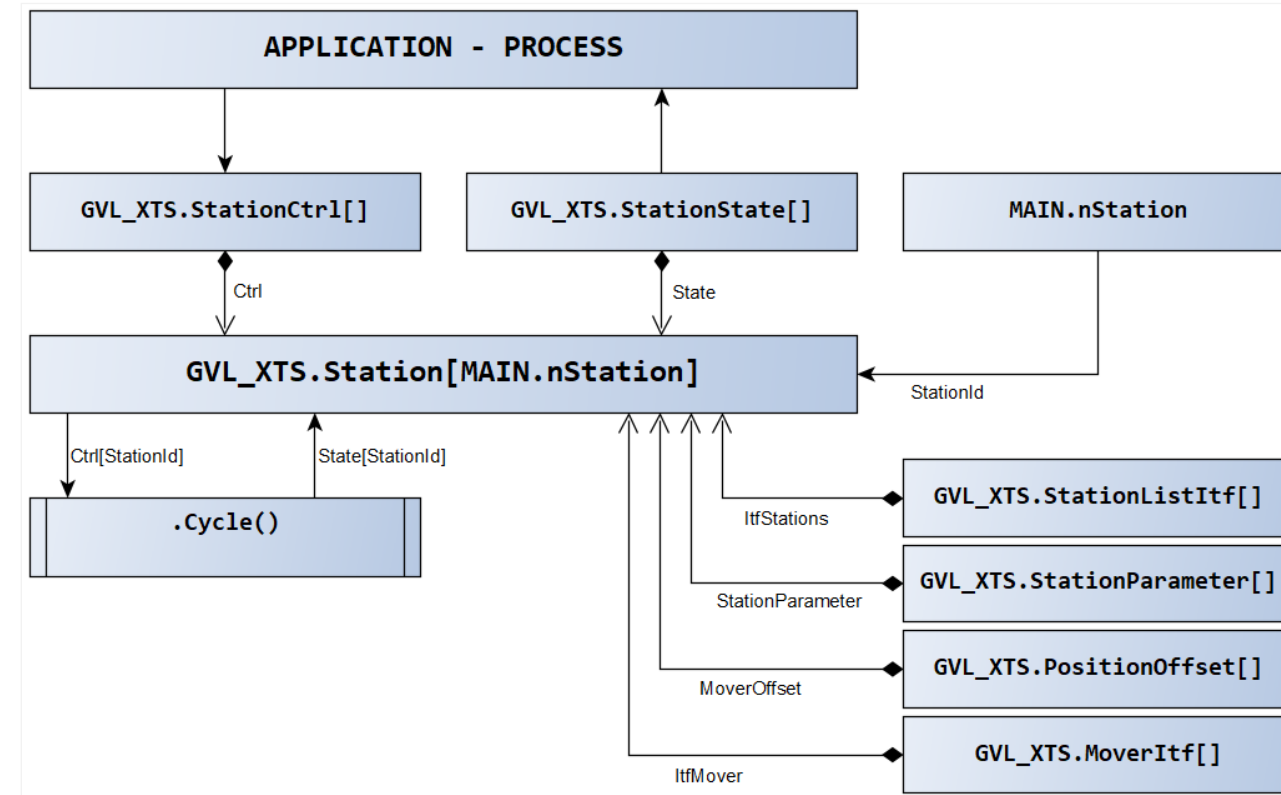 APPLICATION - PROCESS
GVL_XTS.StationCtrl[]
GVL_XTS.StationState[]
MAIN.nStation
Ctrl
State
GVL_XTS.Station[MAIN.nStation]
StationId
Ctrl[StationId]
State[StationId]
.Cycle()
GVL_XTS.StationListItf[]
ItfStations
GVL_XTS.StationParameter[]
StationParameter
GVL_XTS.PositionOffset[]
MoverOffset
GVL_XTS.MoverItf[]
ItfMover